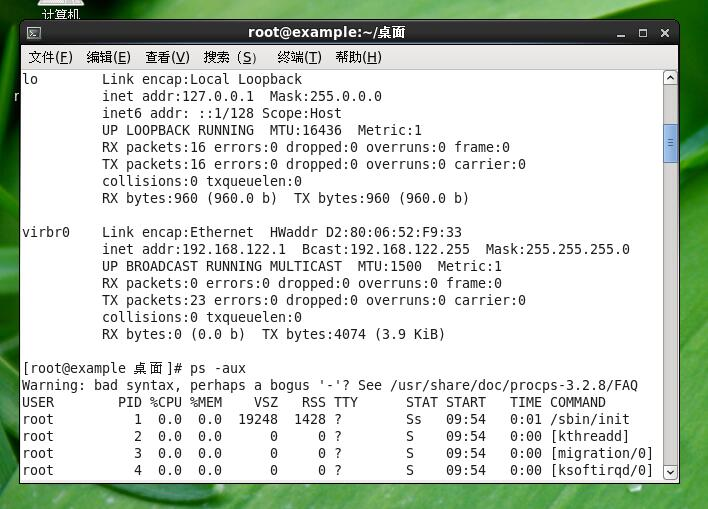 计算机
root@example:~/桌面
文件(F) 编辑(E) 查看(V) 搜索 (S) 终端(T) 帮助(H)
lo Link encap:Local Loopback
inet addr:127.0.0.1 Mask:255.0.0.0
inet6 addr: ::1/128 Scope:Host
UP LOOPBACK RUNNING MTU:16436 Metric:1
RX packets:16 errors:0 dropped:0 overruns:0 frame:0
TX packets:16 errors:0 dropped:0 overruns:0 carrier:0
collisions:0 txqueuelen:0
RX bytes:960 (960.0 b) TX bytes:960 (960.0 b)
virbr0 Link encap:Ethernet HWaddr D2:80:06:52:F9:33
inet addr:192.168.122.1 Bcast:192.168.122.255 Mask:255.255.255.0
UP BROADCAST RUNNING MULTICAST MTU:1500 Metric:1
RX packets:0 errors:0 dropped:0 overruns:0 frame:0
TX packets:23 errors:0 dropped:0 overruns:0 carrier:0
collisions:0 txqueuelen:0
RX bytes:0 (0.0 b) TX bytes:4074 (3.9 KiB)
[root@example 桌面]# ps -aux
Warning: bad syntax, perhaps a bogus '-'? See /usr/share/doc/procps-3.2.8/FAQ
USER PID %CPU %MEM VSZ RSS TTY STAT START TIME COMMAND
root 1 0.0 0.0 19248 1428 ? Ss 09:54 0:01 /sbin/init
root 2 0.0 0.0 0 0 ? S 09:54 0:00 [kthreadd]
root 3 0.0 0.0 0 0 ? S 09:54 0:00 [migration/0]
root 4 0.0 0.0 0 0 ? S 09:54 0:00 [ksoftirqd/0]